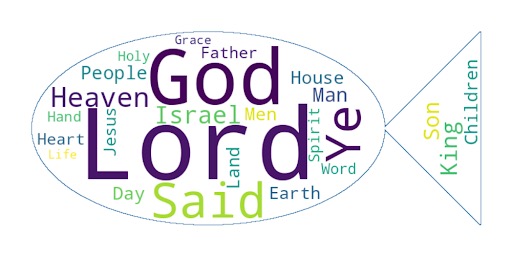 Grace
Holy
Father
People
God
House
Heaven
Man
Hand
Israel
Men
Jesus
Lord
Spirit
Ye
Heart
Life
Land
Word
Day
Said
Earth
Son
King
Children